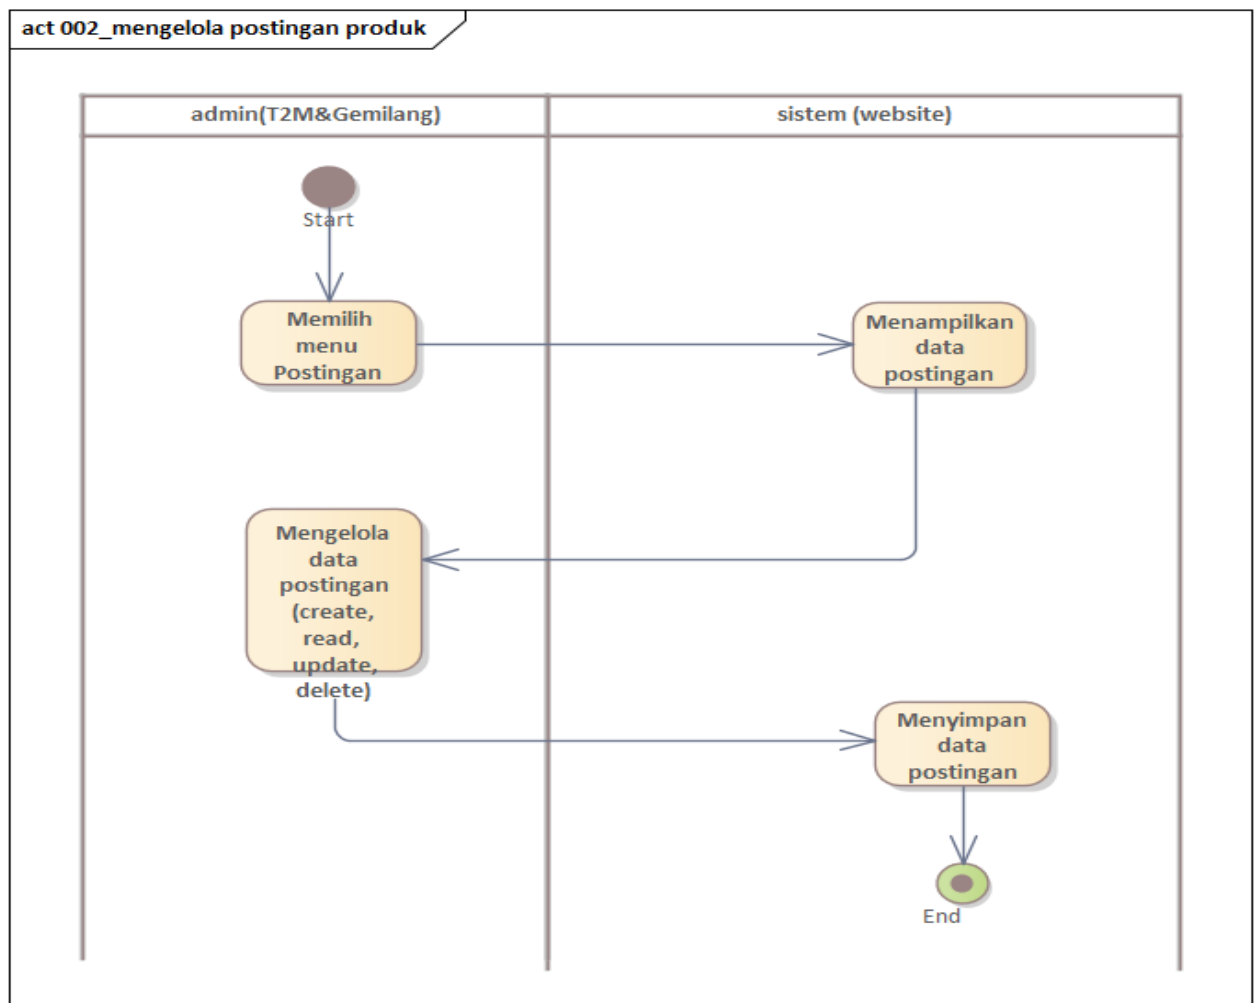 act 002_mengelola postingan produk
admin(T2M&Gemilang)
sistem (website)
Start
Memilih
menu
Postingan
Menampilkan
data
postingan
Mengelola
data
postingan
(create,
read,
update,
delete)
Menyimpan
data
postingan
End